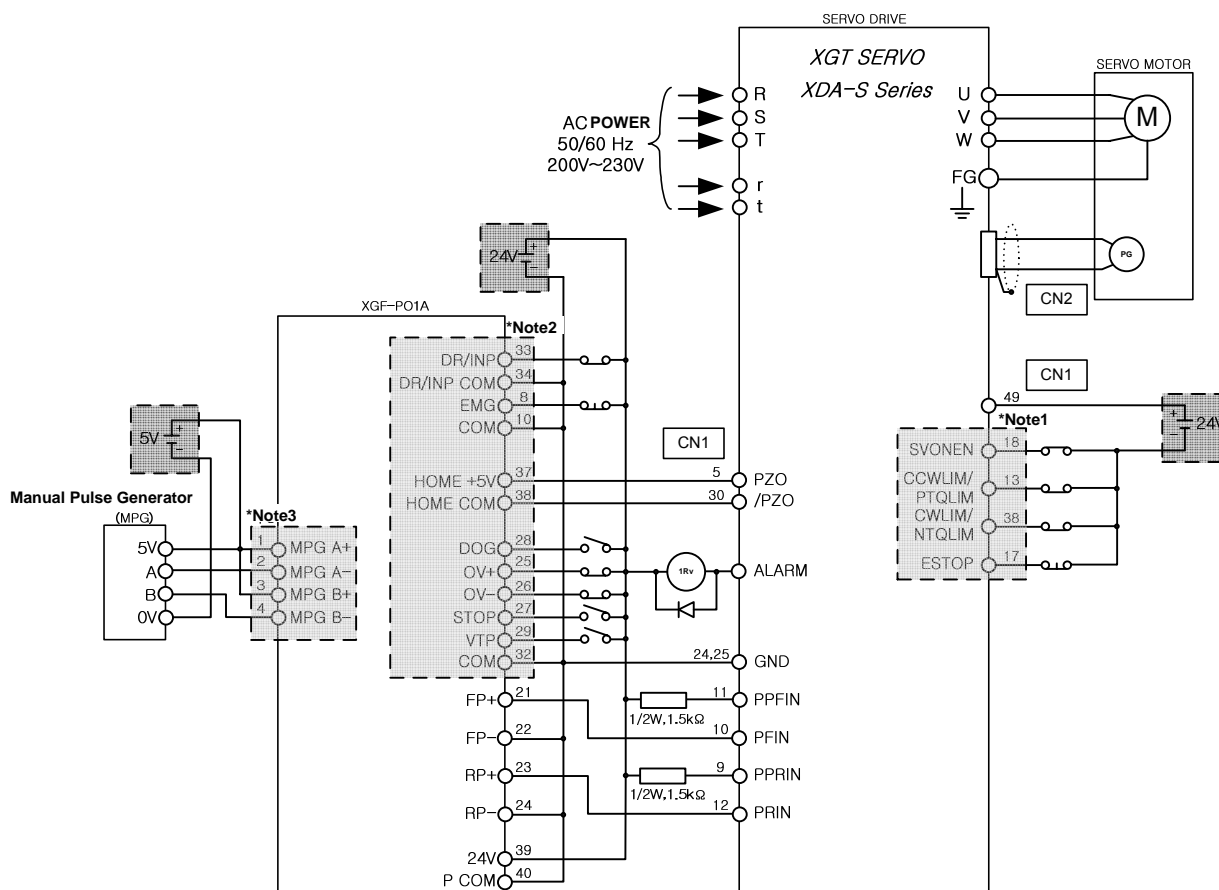 SERVO DRIVE
XGT SERVO
XDA-S Series
SERVO MOTOR
AC POWER
50/60 Hz
200V~230V
R
S
T
r
t
U
V
W
FG
M
PG
CN2
CN1
24V
+
-
XGF-PO1A
*Note2
DR/INP 33
DR/INP COM 34
EMG 8
COM 10
HOME +5V 37
HOME COM 38
DOG 28
OV+ 25
OV- 26
STOP 27
VTP 29
COM 32
FP+ 21
FP- 22
RP+ 23
RP- 24
24V 39
P COM 40
5V
+
-
Manual Pulse Generator
(MPG)
5V
A
B
0V
*Note3
1 MPG A+
2 MPG A-
3 MPG B+
4 MPG B-
CN1
5 PZO
30 /PZO
1Ry
ALARM
24,25 GND
11 PPFIN
1/2W,1.5kΩ
10 PFIN
9 PPRIN
1/2W,1.5kΩ
12 PRIN
49
*Note1
SVONEN 18
CCWLIM/
PTQLIM 13
CWLIM/
NTQLIM 38
ESTOP 17
+
-
24V